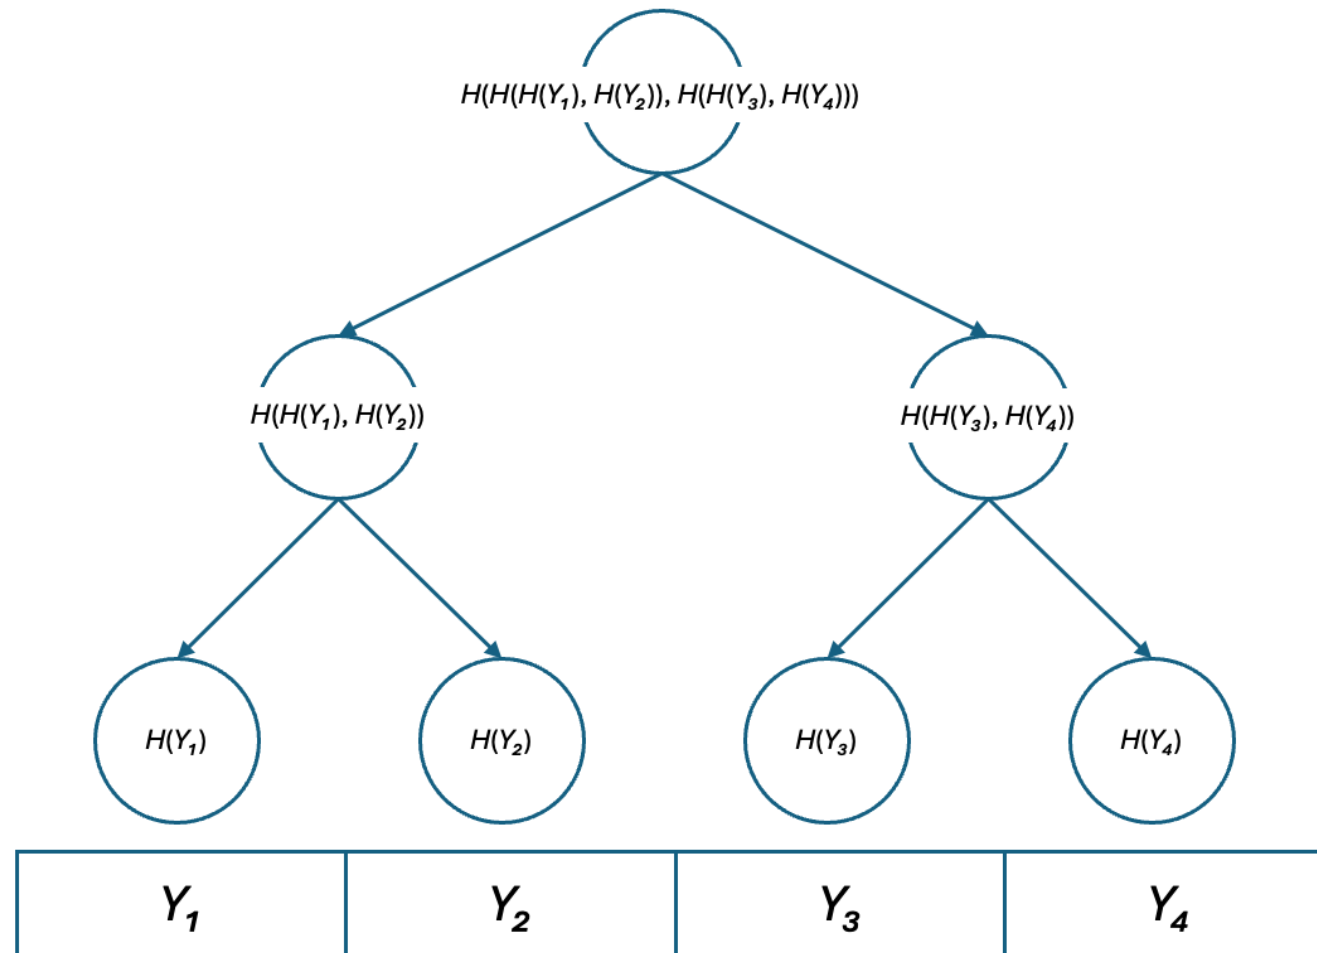 H(H(H(Y₁), H(Y₂)), H(H(Y₃), H(Y₄)))
H(H(Y₁), H(Y₂)) H(H(Y₃), H(Y₄))
H(Y₁) H(Y₂) H(Y₃) H(Y₄)
Y₁ Y₂ Y₃ Y₄